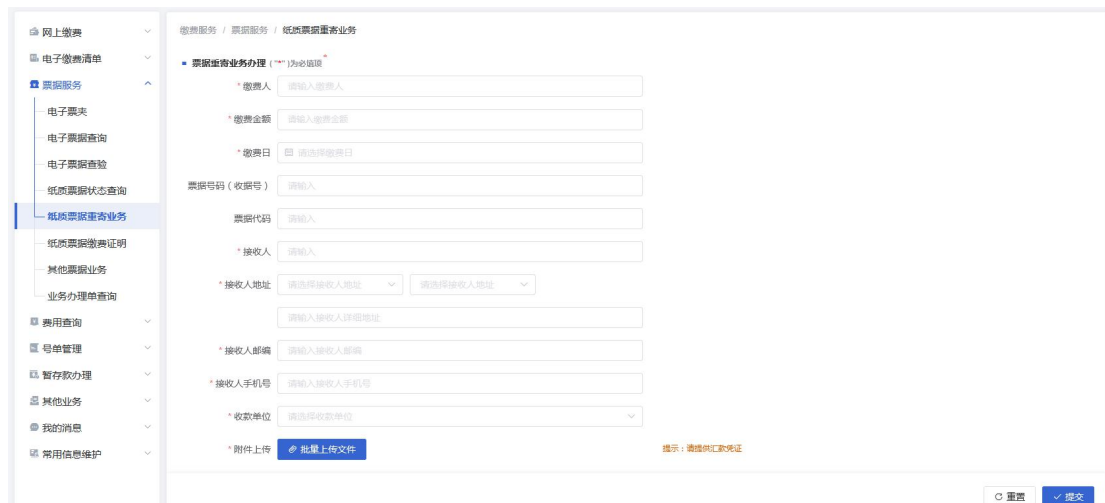 网上缴费
电子缴费清单
票据服务
电子票夹
电子票据查询
电子票据查验
纸质票据状态查询
纸质票据重寄业务
纸质票据缴费证明
其他票据业务
业务办理单查询
费用查询
号单管理
暂存款办理
其他业务
我的消息
常用信息维护
缴费服务 / 票据服务 / 纸质票据重寄业务
票据重寄业务办理 ("*")为必填项*
* 缴费人 请输入缴费人
* 缴费金额 请输入缴费金额
* 缴费日 请选择缴费日
票据号码(收据号) 请输入
票据代码 请输入
* 接收人 请输入
* 接收人地址 请选择接收人地址 请选择接收人地址
请输入接收人详细地址
* 接收人邮编 请输入接收人邮编
* 接收人手机号 请输入接收人手机号
* 收款单位 请选择收款单位
* 附件上传 批量上传文件 提示:请提供汇款凭证
重置 提交